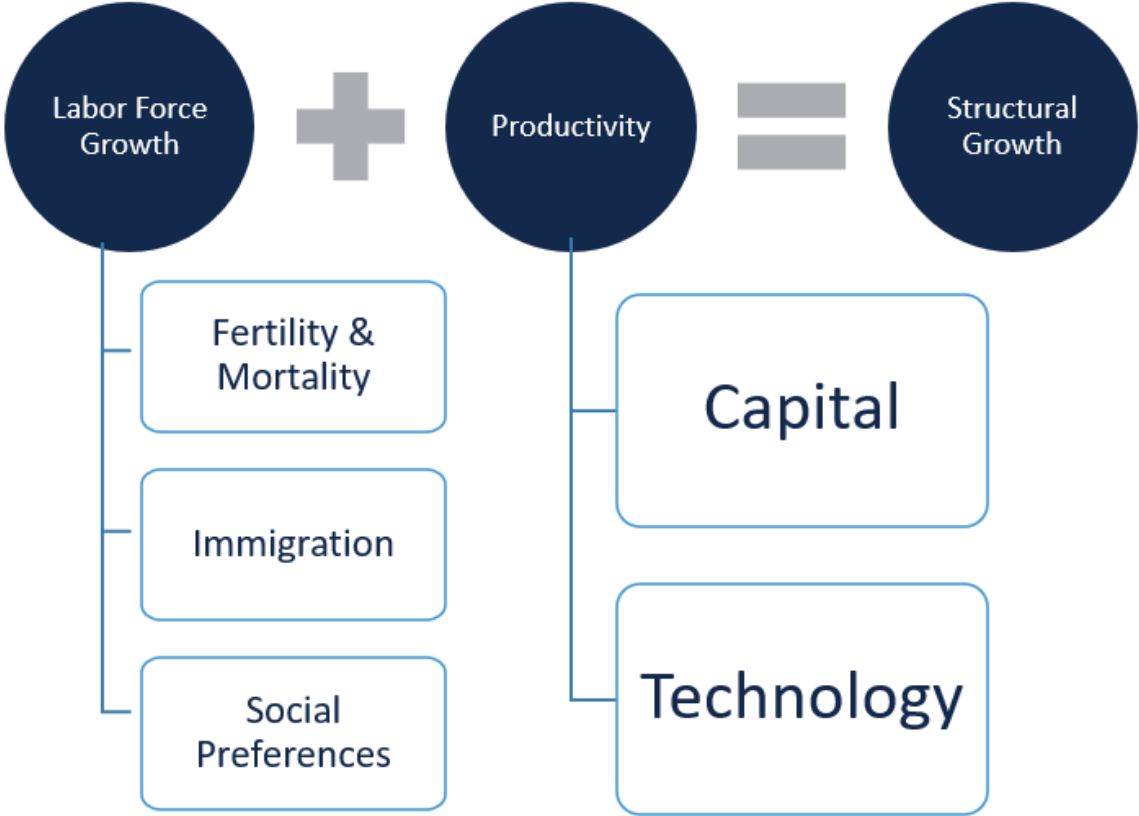 Labor Force
Growth
Productivity
Structural
Growth
Fertility &
Mortality
Immigration
Social
Preferences
Capital
Technology